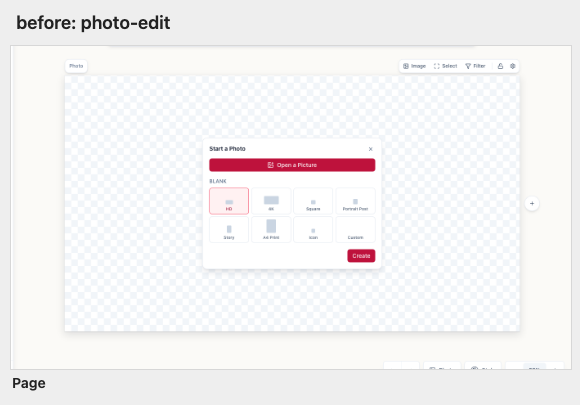 before: photo-edit
Photo
Image Select Filter
Start a Photo
Open a Picture
BLANK
HD 4K Square Portrait Post
Story A4 Print Icon Custom
Create
Page